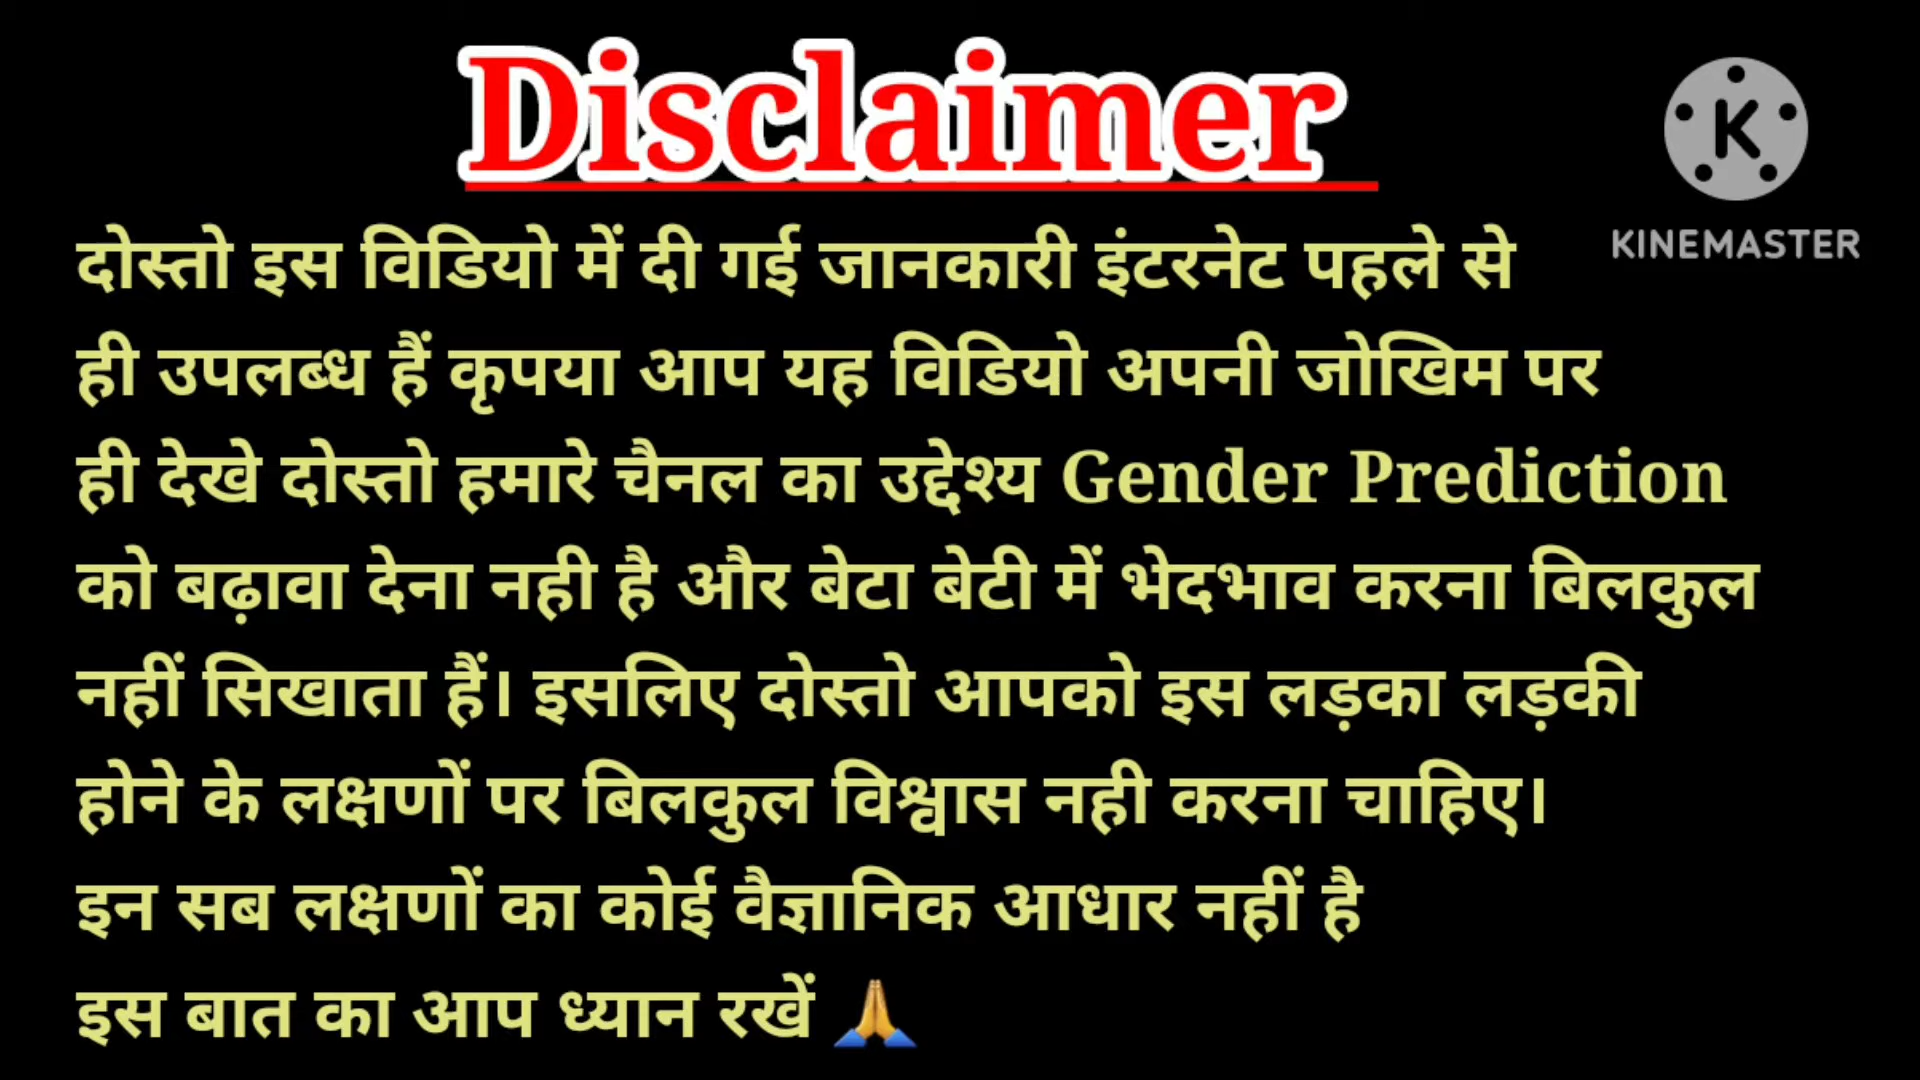 Disclaimer
KINEMASTER
दोस्तो इस विडियो में दी गई जानकारी इंटरनेट पहले से
ही उपलब्ध हैं कृपया आप यह विडियो अपनी जोखिम पर
ही देखे दोस्तो हमारे चैनल का उद्देश्य Gender Prediction
को बढ़ावा देना नही है और बेटा बेटी में भेदभाव करना बिलकुल
नहीं सिखाता हैं। इसलिए दोस्तो आपको इस लड़का लड़की
होने के लक्षणों पर बिलकुल विश्वास नही करना चाहिए।
इन सब लक्षणों का कोई वैज्ञानिक आधार नहीं है
इस बात का आप ध्यान रखें 🙏